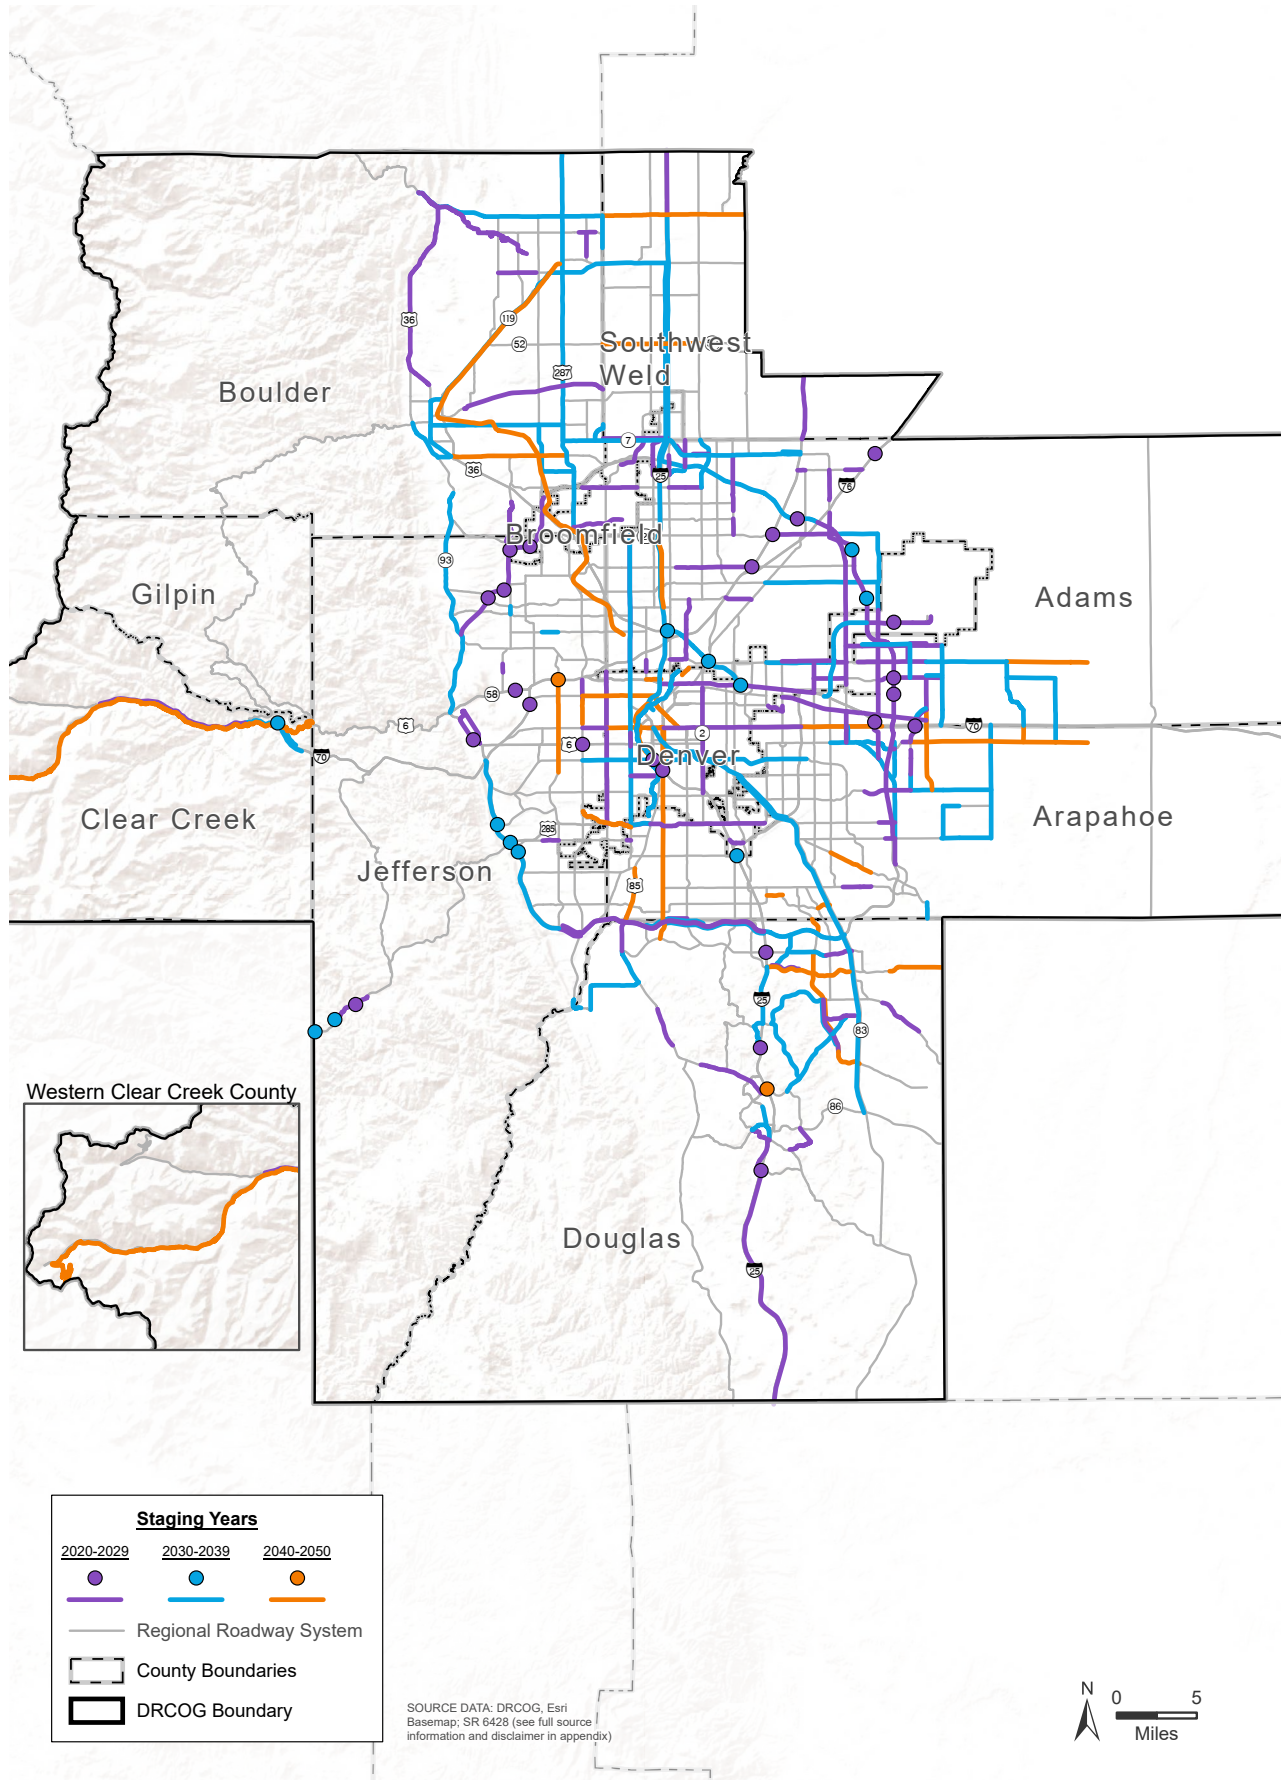 36
119
52
Southwest
Weld
287
Boulder
7
36
25
76
Broomfield
93
Gilpin
Adams
58
6
70
70
6
2
Denver
Clear Creek
285
Arapahoe
Jefferson
85
25
83
Western Clear Creek County
86
Douglas
25
Staging Years
2020-2029 2030-2039 2040-2050
Regional Roadway System
County Boundaries
DRCOG Boundary
SOURCE DATA: DRCOG, Esri
Basemap; SR 6428 (see full source
information and disclaimer in appendix)
N
0 5
Miles